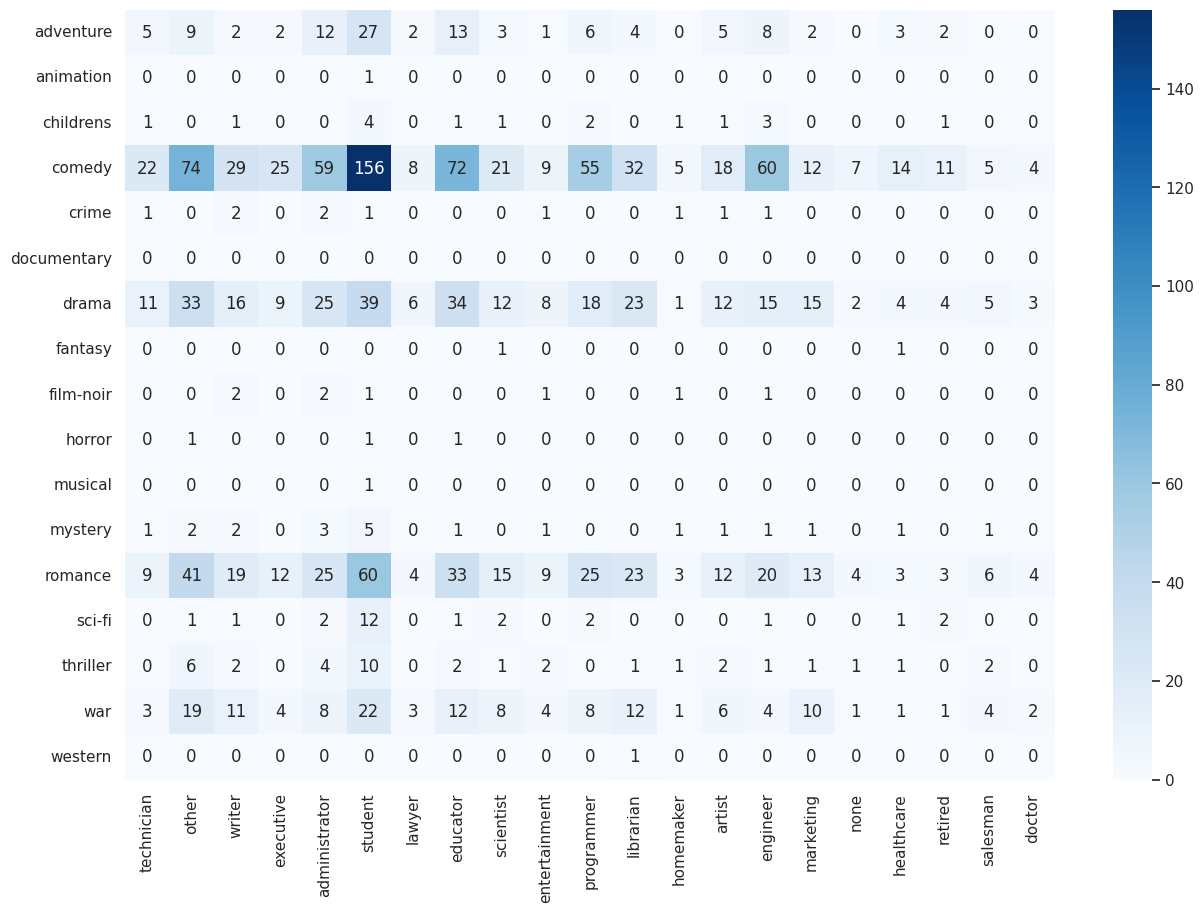 adventure 5 9 2 2 12 27 2 13 3 1 6 4 0 5 8 2 0 3 2 0 0
animation 0 0 0 0 0 1 0 0 0 0 0 0 0 0 0 0 0 0 0 0 0
childrens 1 0 1 0 0 4 0 1 1 0 2 0 1 1 3 0 0 0 1 0 0
comedy 22 74 29 25 59 156 8 72 21 9 55 32 5 18 60 12 7 14 11 5 4
crime 1 0 2 0 2 1 0 0 0 1 0 0 1 1 1 0 0 0 0 0 0
documentary 0 0 0 0 0 0 0 0 0 0 0 0 0 0 0 0 0 0 0 0 0
drama 11 33 16 9 25 39 6 34 12 8 18 23 1 12 15 15 2 4 4 5 3
fantasy 0 0 0 0 0 0 0 0 1 0 0 0 0 0 0 0 0 1 0 0 0
film-noir 0 0 2 0 2 1 0 0 0 1 0 0 1 0 1 0 0 0 0 0 0
horror 0 1 0 0 0 1 0 1 0 0 0 0 0 0 0 0 0 0 0 0 0
musical 0 0 0 0 0 1 0 0 0 0 0 0 0 0 0 0 0 0 0 0 0
mystery 1 2 2 0 3 5 0 1 0 1 0 0 1 1 1 1 0 1 0 1 0
romance 9 41 19 12 25 60 4 33 15 9 25 23 3 12 20 13 4 3 3 6 4
sci-fi 0 1 1 0 2 12 0 1 2 0 2 0 0 0 1 0 0 1 2 0 0
thriller 0 6 2 0 4 10 0 2 1 2 0 1 1 2 1 1 1 1 0 2 0
war 3 19 11 4 8 22 3 12 8 4 8 12 1 6 4 10 1 1 1 4 2
western 0 0 0 0 0 0 0 0 0 0 0 1 0 0 0 0 0 0 0 0 0
technician other writer executive administrator student lawyer educator scientist entertainment programmer librarian homemaker artist engineer marketing none healthcare retired salesman doctor
140
120
100
80
60
40
20
0